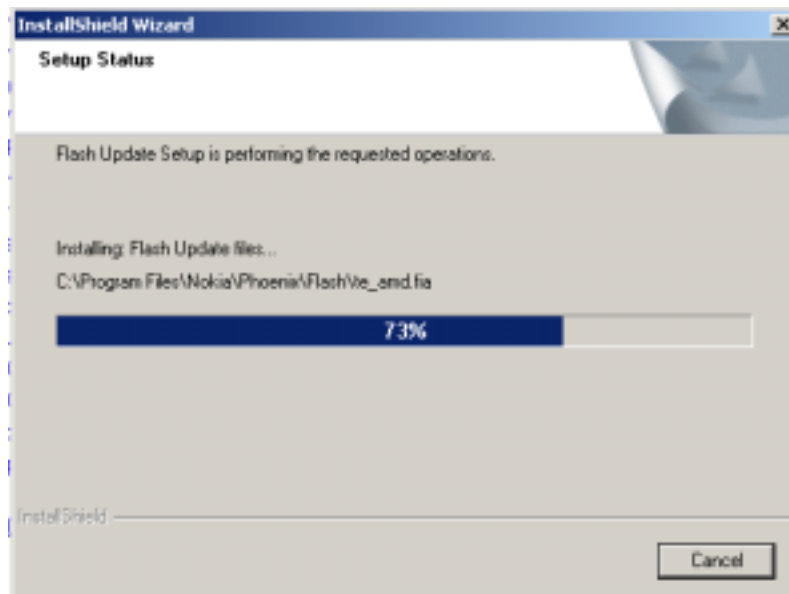 InstallShield Wizard
Setup Status
Flash Update Setup is performing the requested operations.
Installing: Flash Update files...
C:\Program Files\Nokia\Phoenix\Flash\te_amd.fia
73%
InstallShield
Cancel